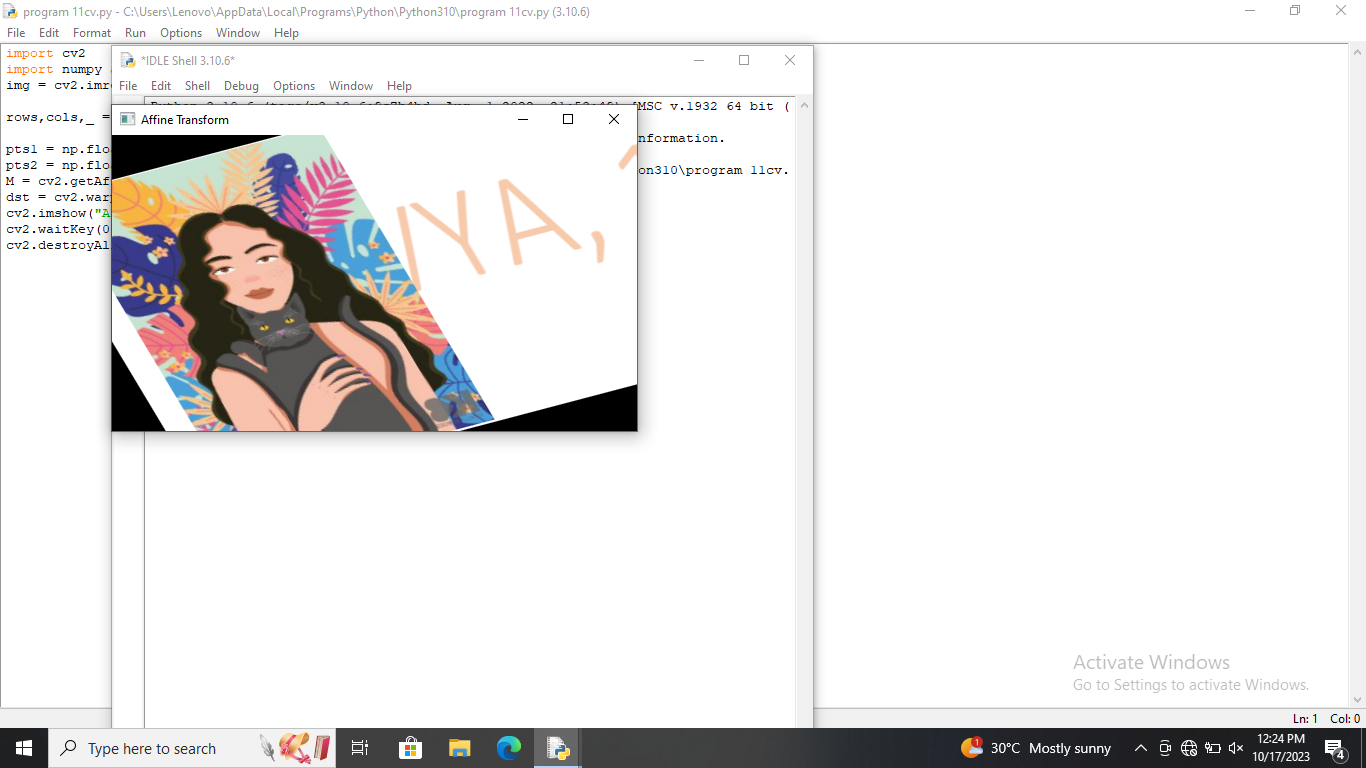 program 11cv.py - C:\Users\Lenovo\AppData\Local\Programs\Python\Python310\program 11cv.py (3.10.6)
File Edit Format Run Options Window Help
import cv2
import numpy
img = cv2.imr
rows,cols,_ =
pts1 = np.flo
pts2 = np.flo
M = cv2.getAf
dst = cv2.war
cv2.imshow("A
cv2.waitKey(0
cv2.destroyAl
*IDLE Shell 3.10.6*
File Edit Shell Debug Options Window Help
[MSC v.1932 64 bit (
nformation.
on310\program 11cv.
Affine Transform
YA,
Activate Windows
Go to Settings to activate Windows.
Ln: 1 Col: 0
Type here to search
1
30°C Mostly sunny
12:24 PM
10/17/2023
4